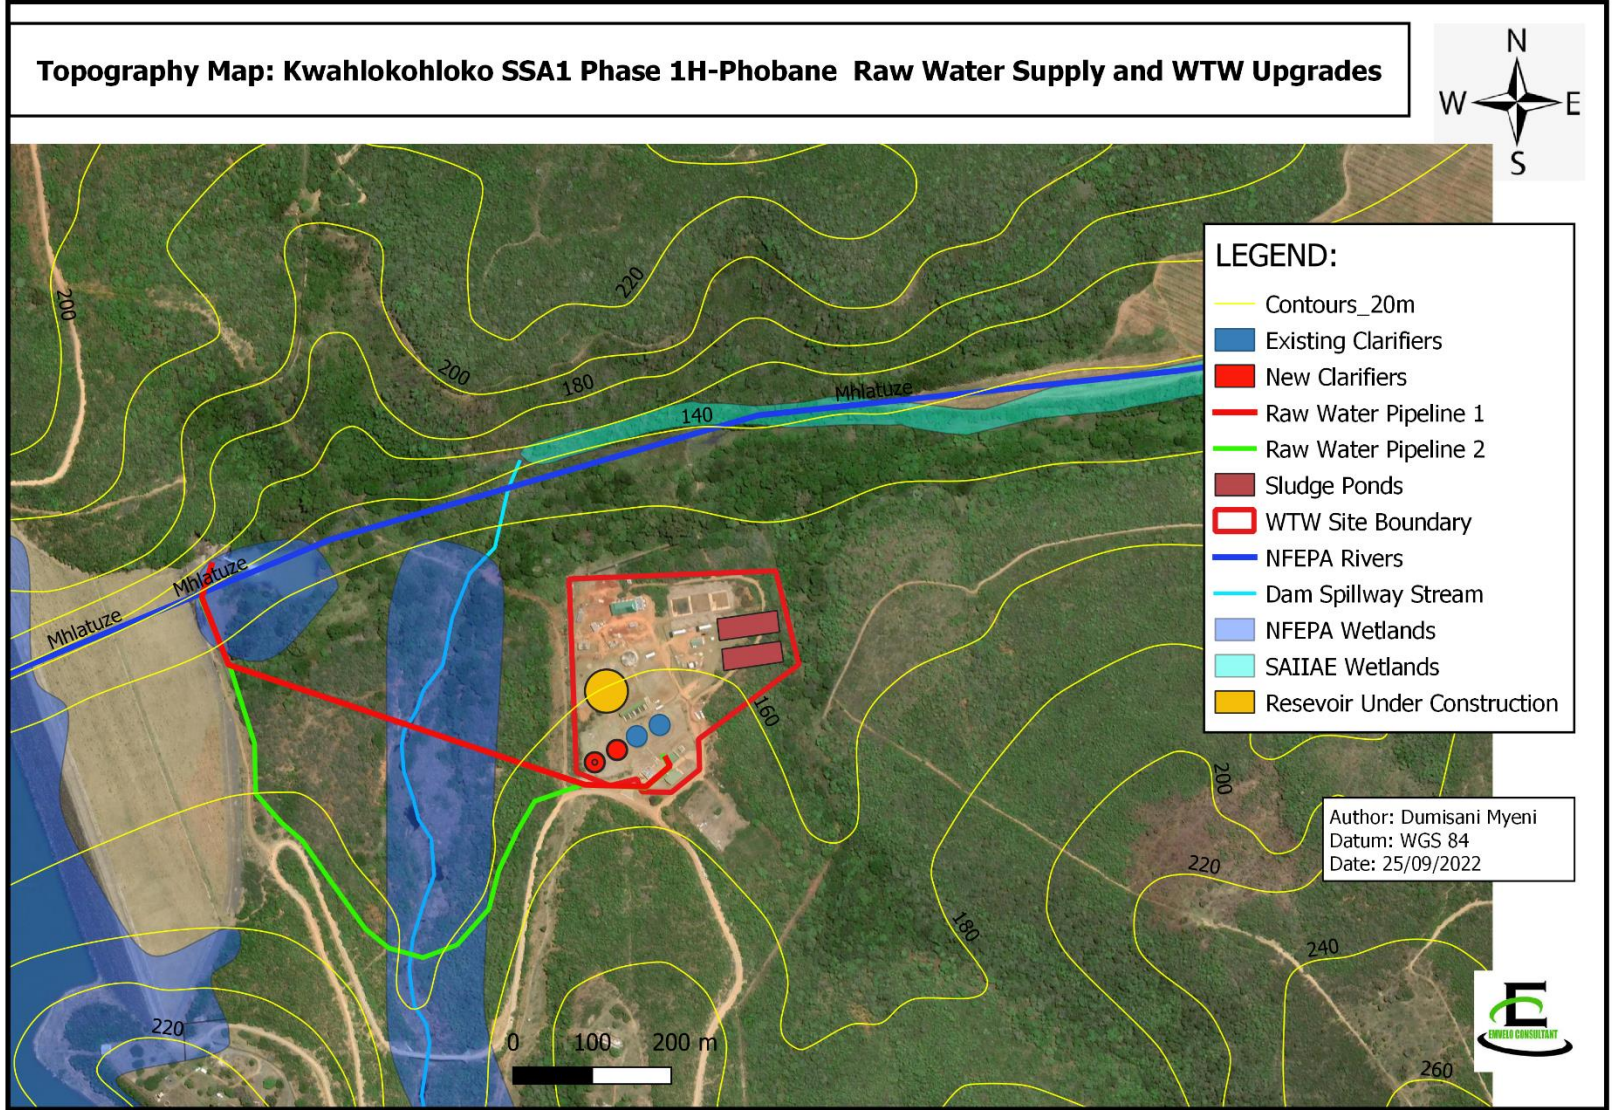 Topography Map: Kwahlokohloko SSA1 Phase 1H-Phobane Raw Water Supply and WTW Upgrades
N
W
E
S
LEGEND:
Contours_20m
Existing Clarifiers
New Clarifiers
Raw Water Pipeline 1
Raw Water Pipeline 2
Sludge Ponds
WTW Site Boundary
NFEPA Rivers
Dam Spillway Stream
NFEPA Wetlands
SAIIAE Wetlands
Resevoir Under Construction
220
200
200
180
Mhlatuze
140
Mhlatuze
Mhlatuze
160
200
Author: Dumisani Myeni
Datum: WGS 84
Date: 25/09/2022
220
180
240
220
0 100 200 m
260
E
EMVELO CONSULTANT